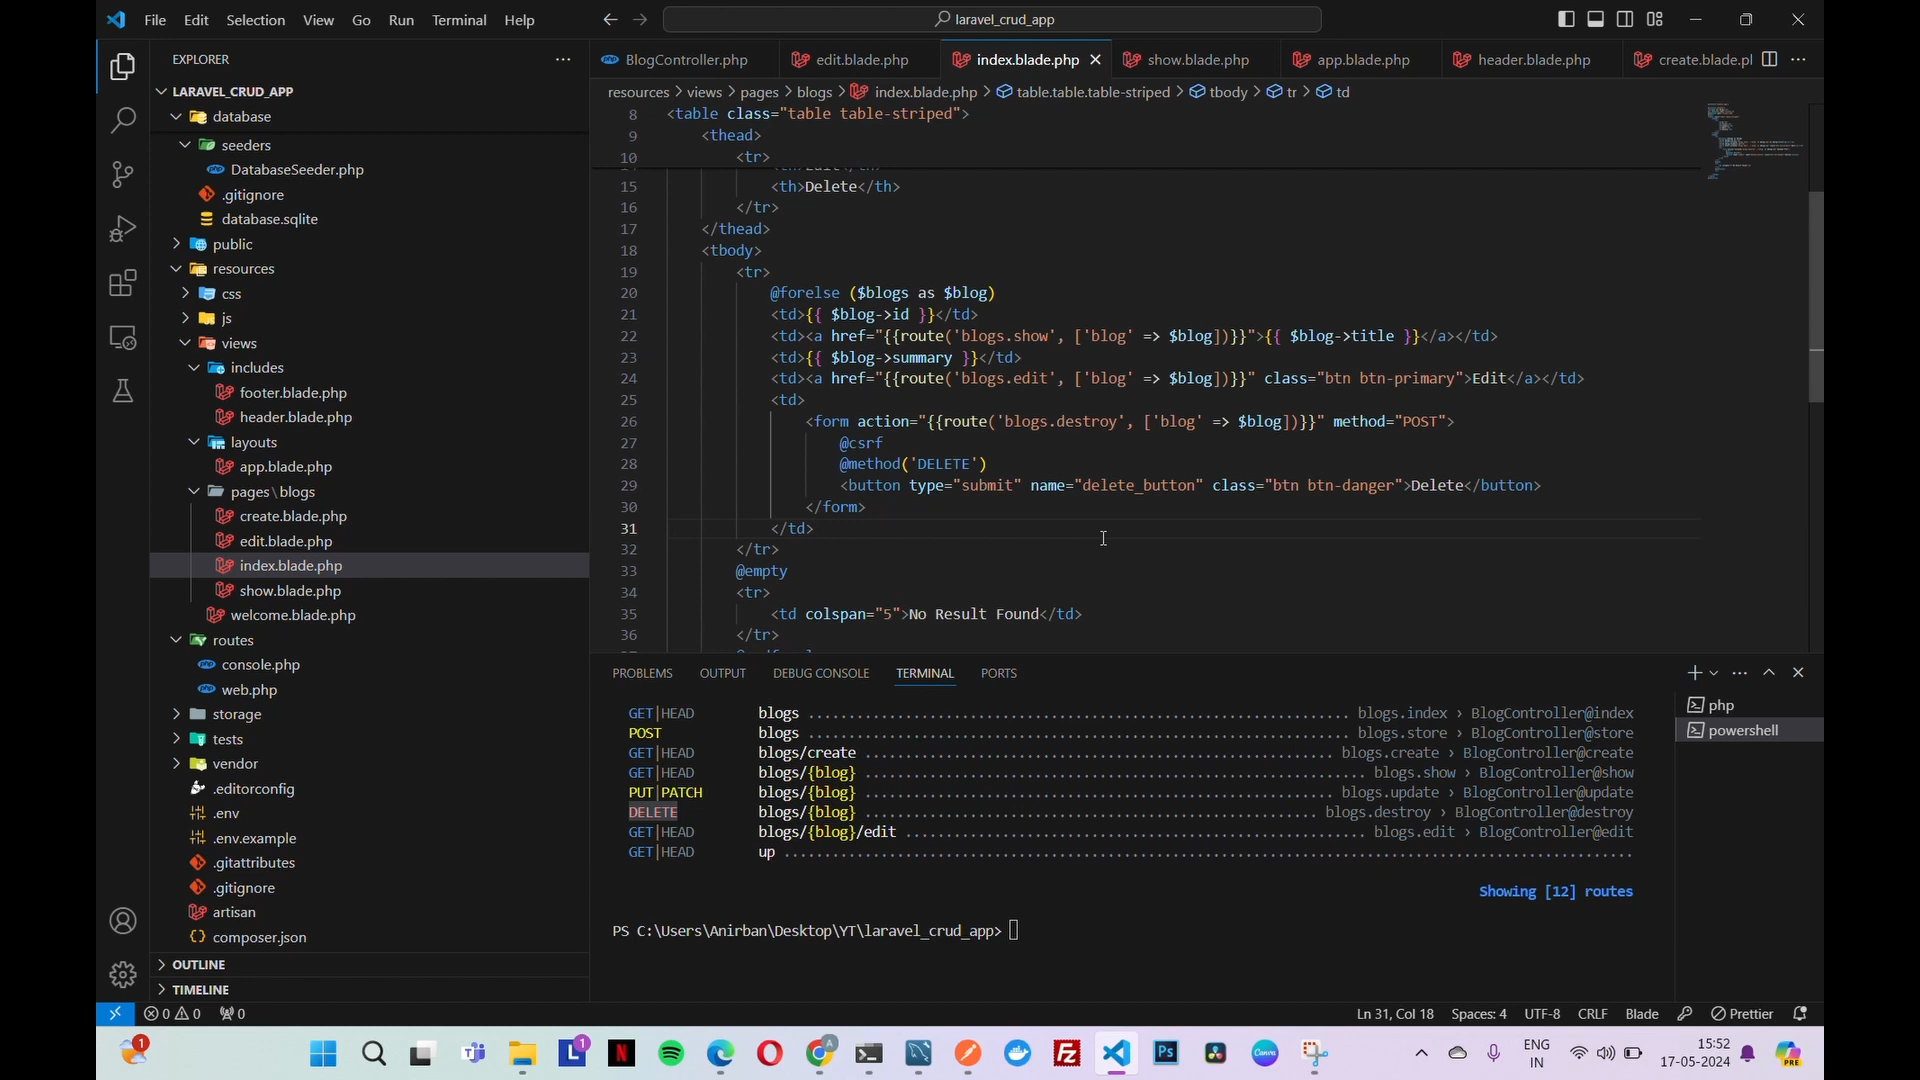 File Edit Selection View Go Run Terminal Help
laravel_crud_app
EXPLORER
BlogController.php edit.blade.php index.blade.php show.blade.php app.blade.php header.blade.php create.blade.pl
LARAVEL_CRUD_APP
database
seeders
DatabaseSeeder.php
.gitignore
database.sqlite
public
resources
css
js
views
includes
footer.blade.php
header.blade.php
layouts
app.blade.php
pages\blogs
create.blade.php
edit.blade.php
index.blade.php
show.blade.php
welcome.blade.php
routes
console.php
web.php
storage
tests
vendor
.editorconfig
.env
.env.example
.gitattributes
.gitignore
artisan
composer.json
OUTLINE
TIMELINE
resources > views > pages > blogs > index.blade.php > table.table.table-striped > tbody > tr > td
8 <table class="table table-striped">
9 <thead>
10 <tr>
15 <th>Delete</th>
16 </tr>
17 </thead>
18 <tbody>
19 <tr>
20 @forelse ($blogs as $blog)
21 <td>{{ $blog->id }}</td>
22 <td><a href="{{route('blogs.show', ['blog' => $blog])}}">{{ $blog->title }}</a></td>
23 <td>{{ $blog->summary }}</td>
24 <td><a href="{{route('blogs.edit', ['blog' => $blog])}}" class="btn btn-primary">Edit</a></td>
25 <td>
26 <form action="{{route('blogs.destroy', ['blog' => $blog])}}" method="POST">
27 @csrf
28 @method('DELETE')
29 <button type="submit" name="delete_button" class="btn btn-danger">Delete</button>
30 </form>
31 </td>
32 </tr>
33 @empty
34 <tr>
35 <td colspan="5">No Result Found</td>
36 </tr>
PROBLEMS OUTPUT DEBUG CONSOLE TERMINAL PORTS
GET|HEAD blogs ........ blogs.index › BlogController@index
POST blogs ........ blogs.store › BlogController@store
GET|HEAD blogs/create ........ blogs.create › BlogController@create
GET|HEAD blogs/{blog} ........ blogs.show › BlogController@show
PUT|PATCH blogs/{blog} ........ blogs.update › BlogController@update
DELETE blogs/{blog} ........ blogs.destroy › BlogController@destroy
GET|HEAD blogs/{blog}/edit ........ blogs.edit › BlogController@edit
GET|HEAD up ........
Showing [12] routes
PS C:\Users\Anirban\Desktop\YT\laravel_crud_app>
php
powershell
0 0 0
Ln 31, Col 18 Spaces: 4 UTF-8 CRLF Blade Prettier
1
L 1 N A Fz Ps Canva
ENG
IN
15:52
17-05-2024
PRE